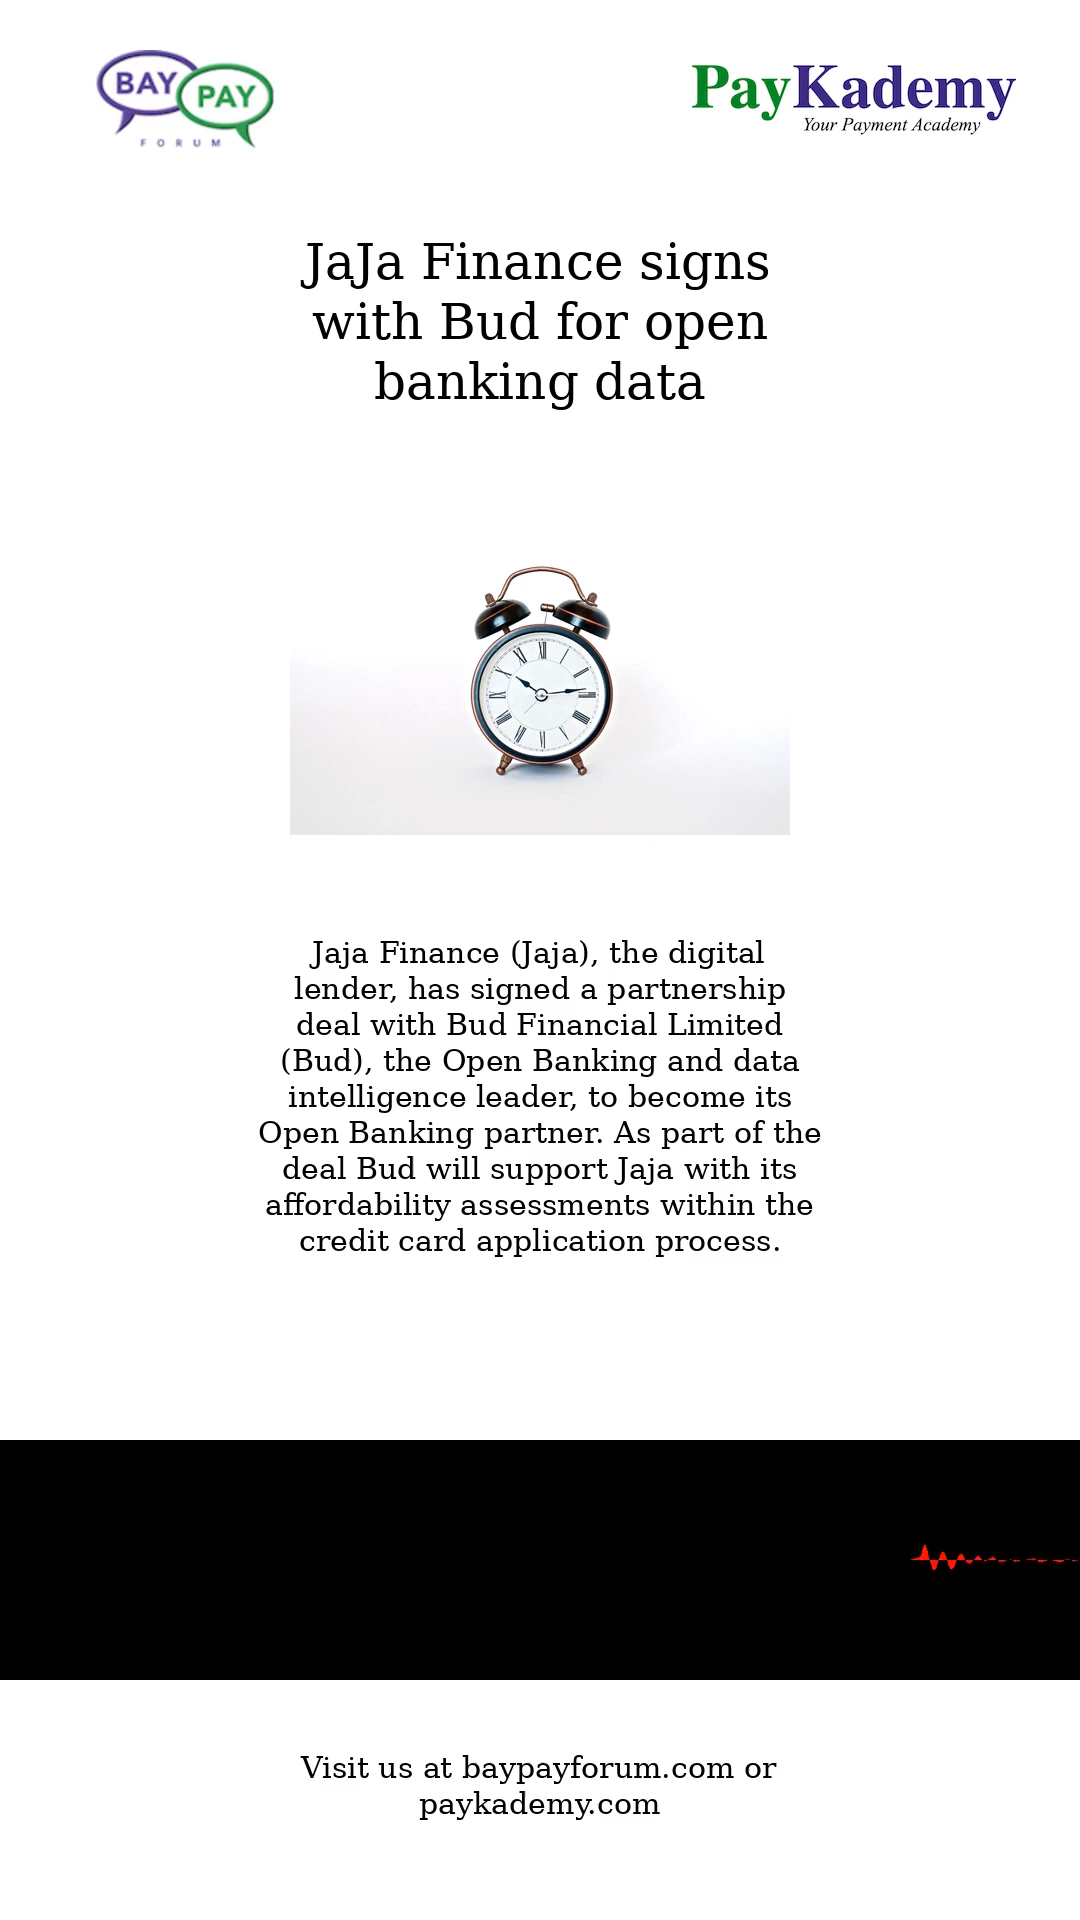 BAY PAY
FORUM
PayKademy
Your Payment Academy
JaJa Finance signs
with Bud for open
banking data
Jaja Finance (Jaja), the digital
lender, has signed a partnership
deal with Bud Financial Limited
(Bud), the Open Banking and data
intelligence leader, to become its
Open Banking partner. As part of the
deal Bud will support Jaja with its
affordability assessments within the
credit card application process.
Visit us at baypayforum.com or
paykademy.com